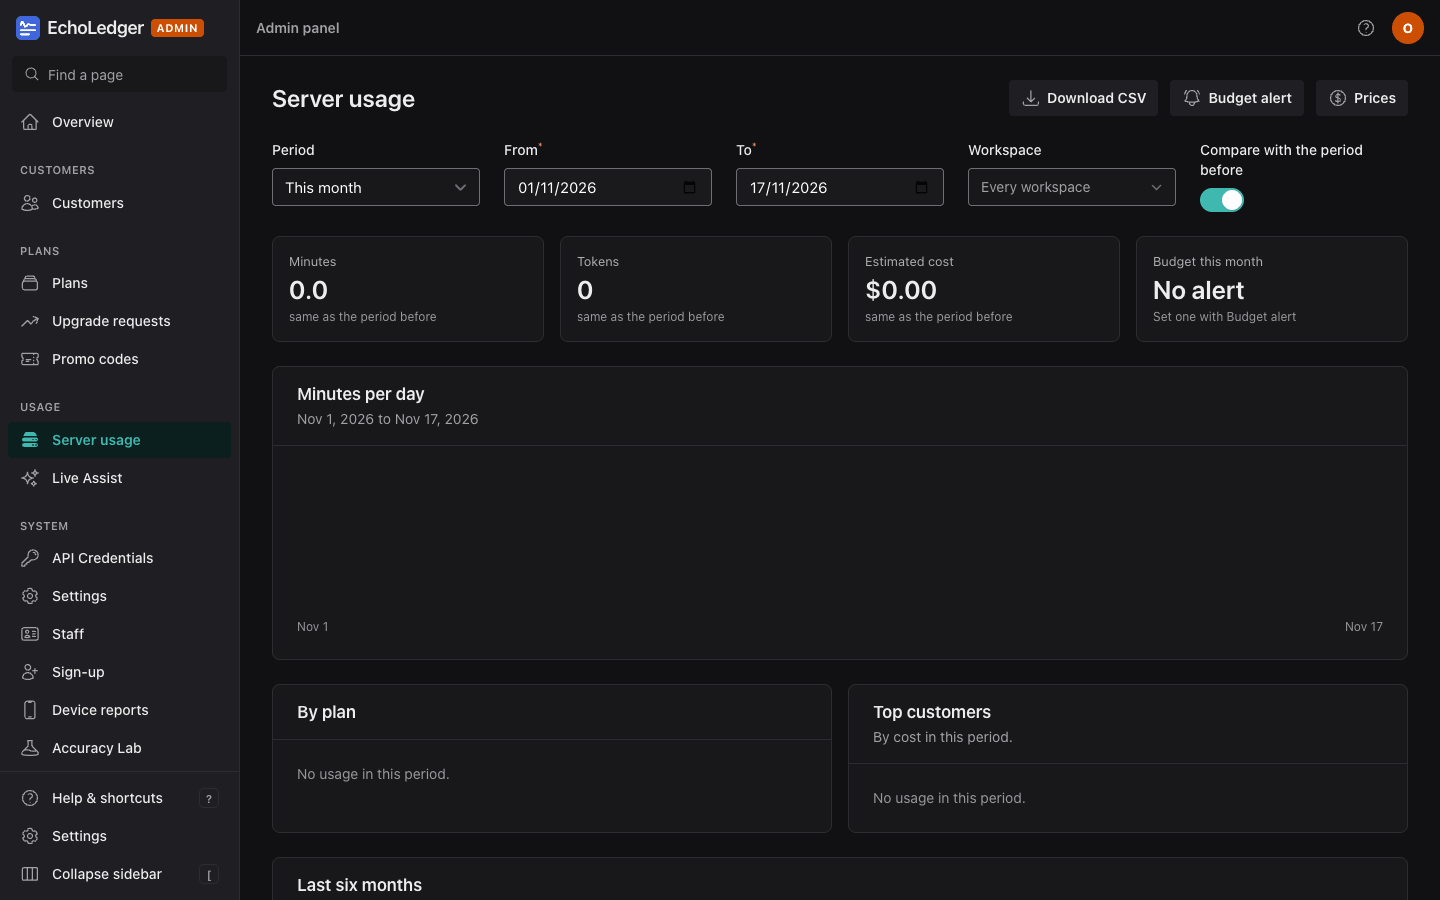 EchoLedger ADMIN
Find a page
Overview
CUSTOMERS
Customers
PLANS
Plans
Upgrade requests
Promo codes
USAGE
Server usage
Live Assist
SYSTEM
API Credentials
Settings
Staff
Sign-up
Device reports
Accuracy Lab
Help & shortcuts ?
Settings
Collapse sidebar [
Admin panel
O
Server usage
Download CSV
Budget alert
Prices
Period
This month
From*
01/11/2026
To*
17/11/2026
Workspace
Every workspace
Compare with the period
before
Minutes
0.0
same as the period before
Tokens
0
same as the period before
Estimated cost
$0.00
same as the period before
Budget this month
No alert
Set one with Budget alert
Minutes per day
Nov 1, 2026 to Nov 17, 2026
Nov 1
Nov 17
By plan
No usage in this period.
Top customers
By cost in this period.
No usage in this period.
Last six months